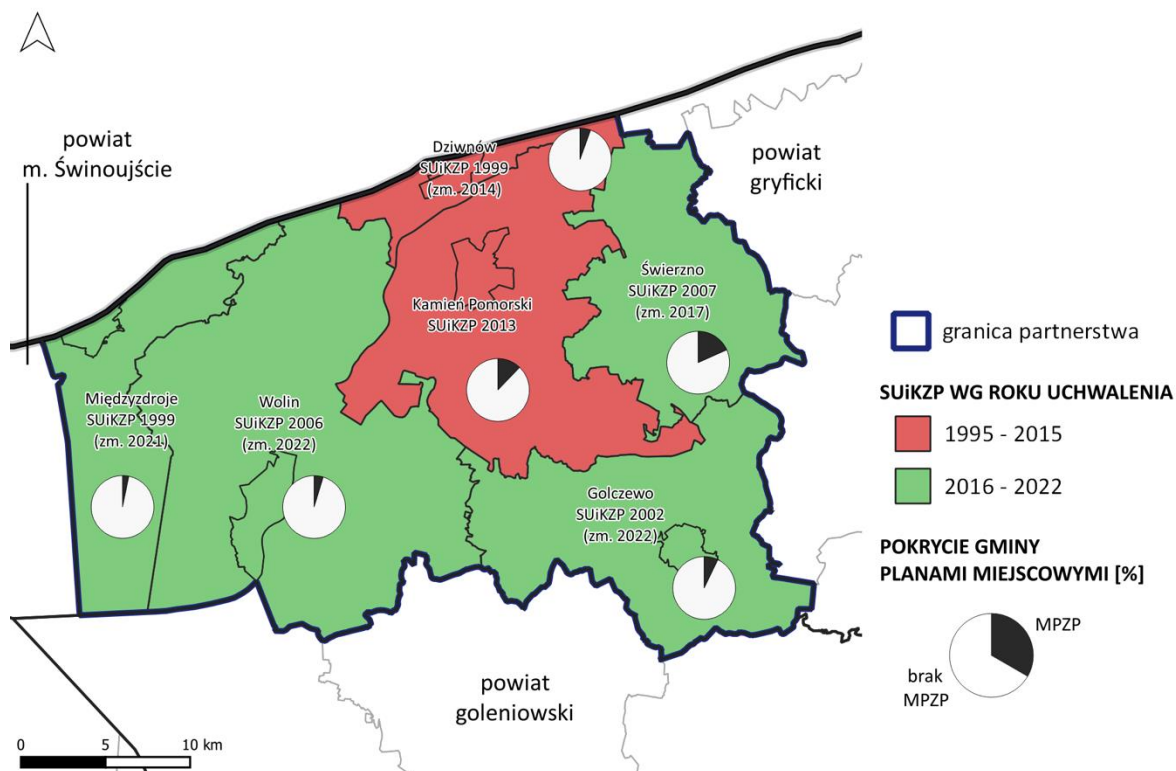 powiat
m. Świnoujście
Dziwnów
SUiKZP 1999
(zm. 2014)
powiat
gryficki
Świerzno
SUiKZP 2007
(zm. 2017)
Kamień Pomorski
SUiKZP 2013
Międzyzdroje
SUiKZP 1999
(zm. 2021)
Wolin
SUiKZP 2006
(zm. 2022)
Golczewo
SUiKZP 2002
(zm. 2022)
powiat
goleniowski
0 5 10 km
granica partnerstwa
SUiKZP WG ROKU UCHWALENIA
1995 - 2015
2016 - 2022
POKRYCIE GMINY
PLANAMI MIEJSCOWYMI [%]
MPZP
brak
MPZP